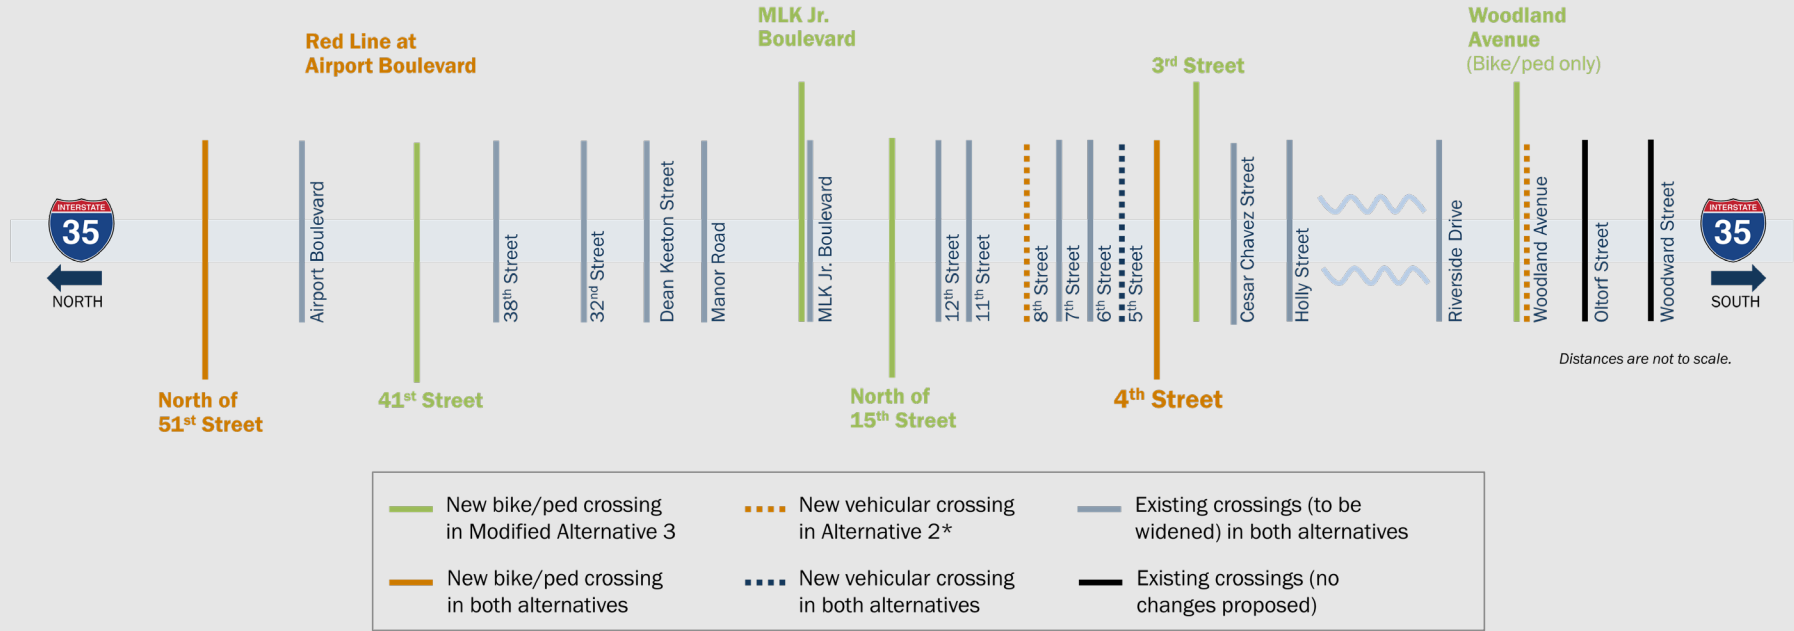 MLK Jr.
Boulevard
Woodland
Avenue
(Bike/ped only)
Red Line at
Airport Boulevard
3rd Street
INTERSTATE
35
NORTH
Airport Boulevard
38th Street
32nd Street
Dean Keeton Street
Manor Road
MLK Jr. Boulevard
12th Street
11th Street
8th Street
7th Street
6th Street
5th Street
Cesar Chavez Street
Holly Street
Riverside Drive
Woodland Avenue
Oltorf Street
Woodward Street
INTERSTATE
35
SOUTH
Distances are not to scale.
North of
51st Street
41st Street
North of
15th Street
4th Street
New bike/ped crossing
in Modified Alternative 3
New bike/ped crossing
in both alternatives
New vehicular crossing
in Alternative 2*
New vehicular crossing
in both alternatives
Existing crossings (to be
widened) in both alternatives
Existing crossings (no
changes proposed)